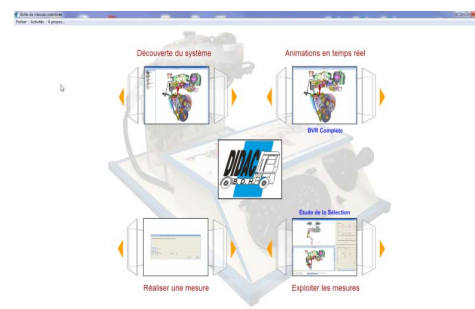 Boîte de vitesses robotisée
Fichier Activités A propos...
Découverte du système
Animations en temps réel
BVR Complète
DIDAC
B.D.H
Etude de la Sélection
Réaliser une mesure
Exploiter les mesures